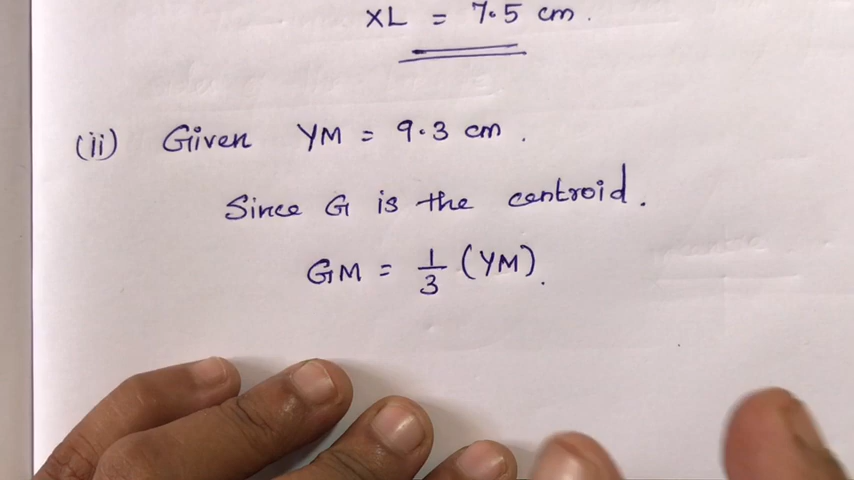 XL = 7.5 cm.
(ii) Given YM = 9.3 cm.
Since G is the centroid.
GM = 1/3 (YM).